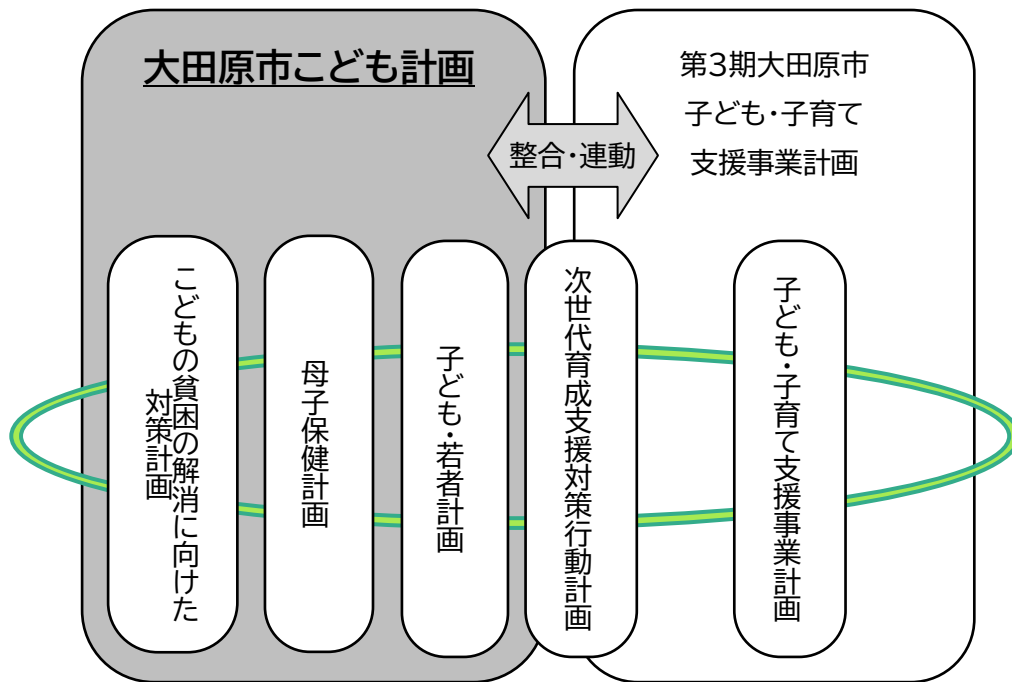 大田原市こども計画
第3期大田原市
子ども・子育て
支援事業計画
整合・連動
こどもの貧困の解消に向けた
対策計画
母子保健計画
子ども・若者計画
次世代育成支援対策行動計画
子ども・子育て支援事業計画